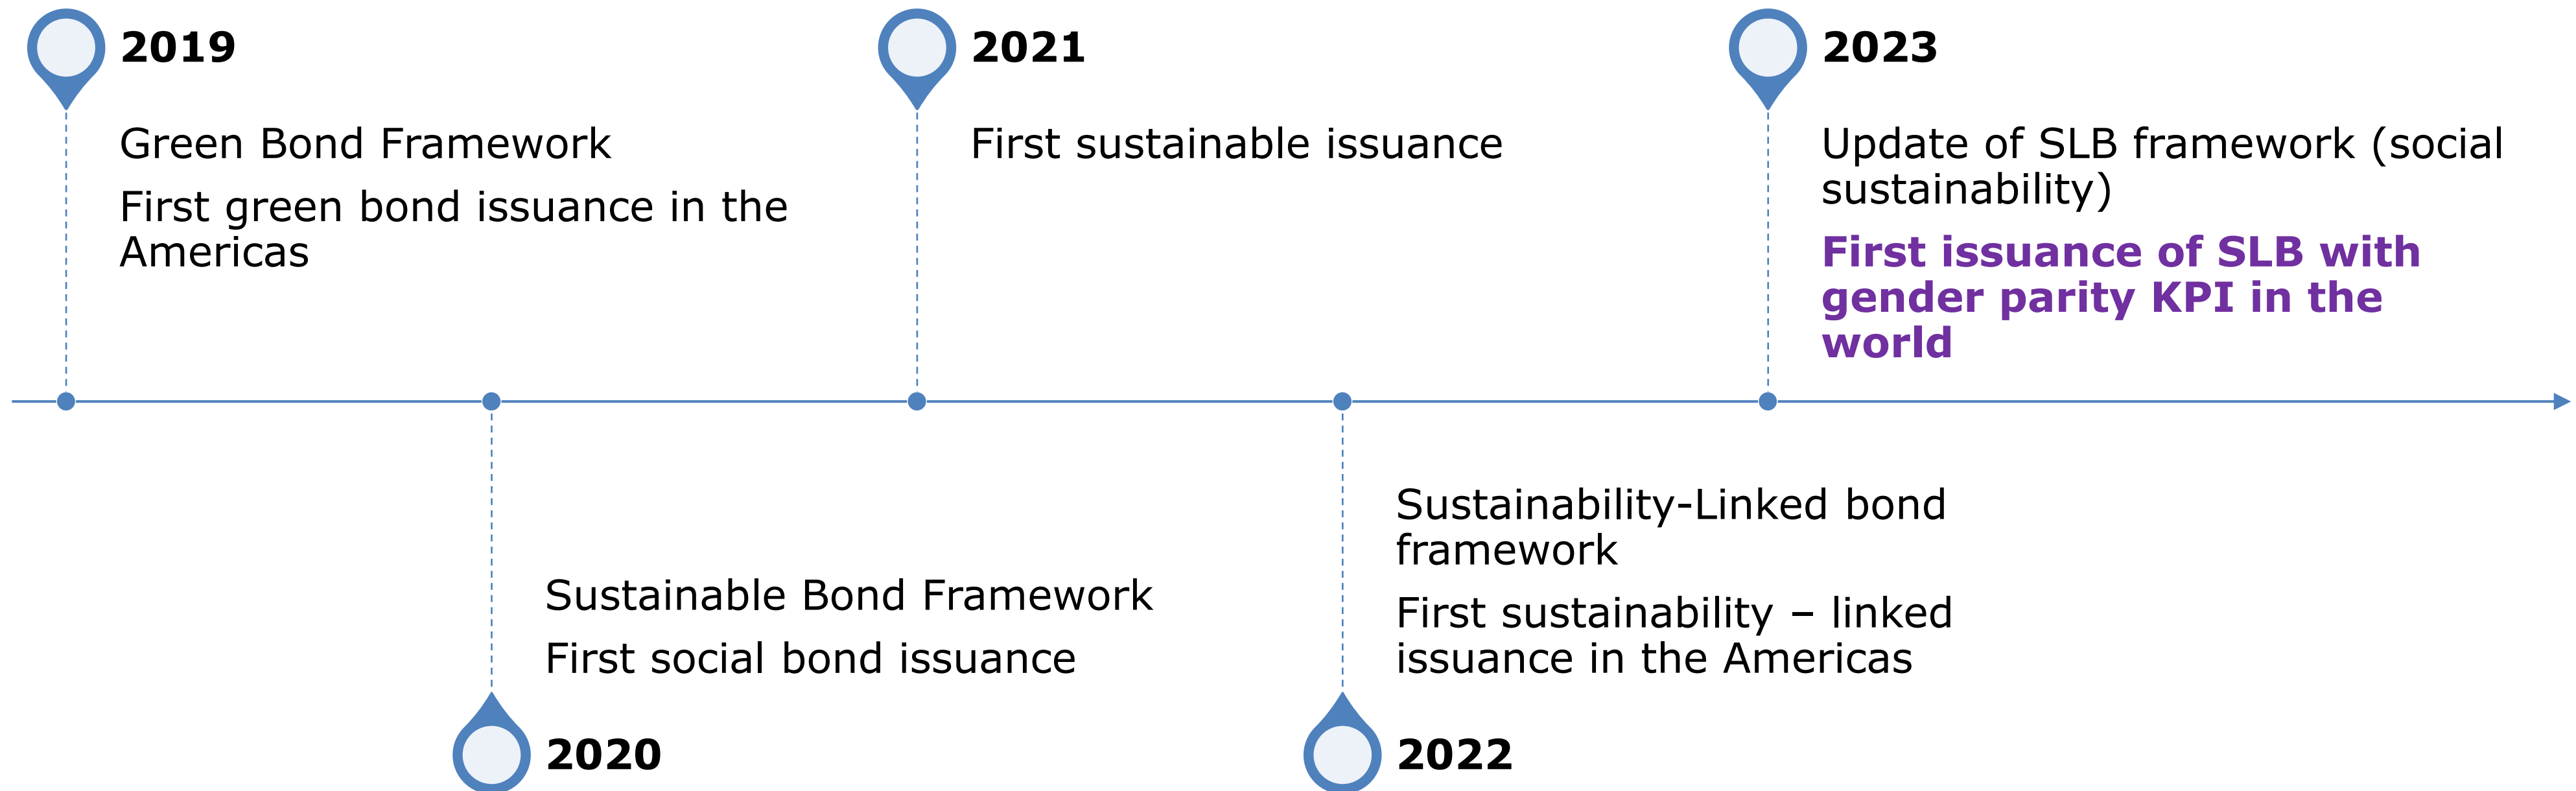 2019
Green Bond Framework
First green bond issuance in the
Americas
2020
Sustainable Bond Framework
First social bond issuance
2021
First sustainable issuance
2022
Sustainability-Linked bond
framework
First sustainability – linked
issuance in the Americas
2023
Update of SLB framework (social
sustainability)
First issuance of SLB with
gender parity KPI in the
world